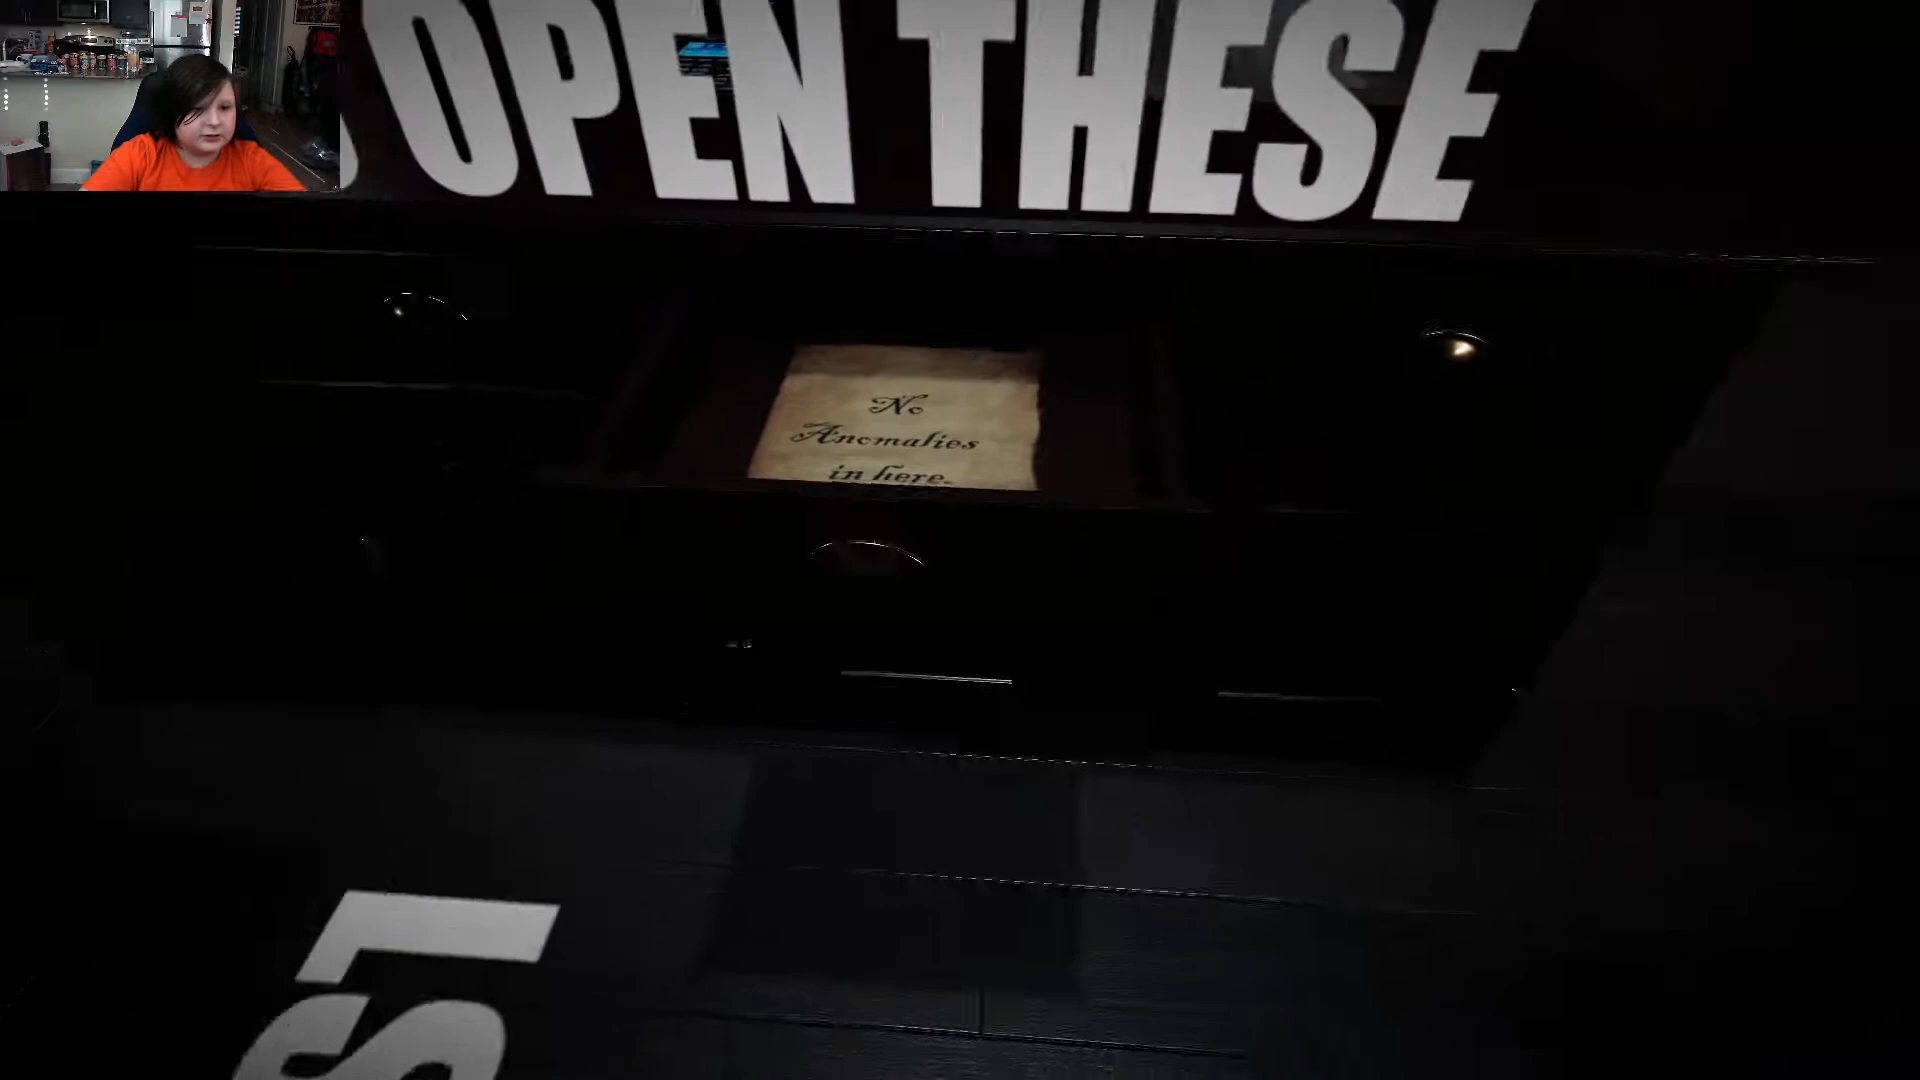 OPEN THESE
No
Anomalies
in here.